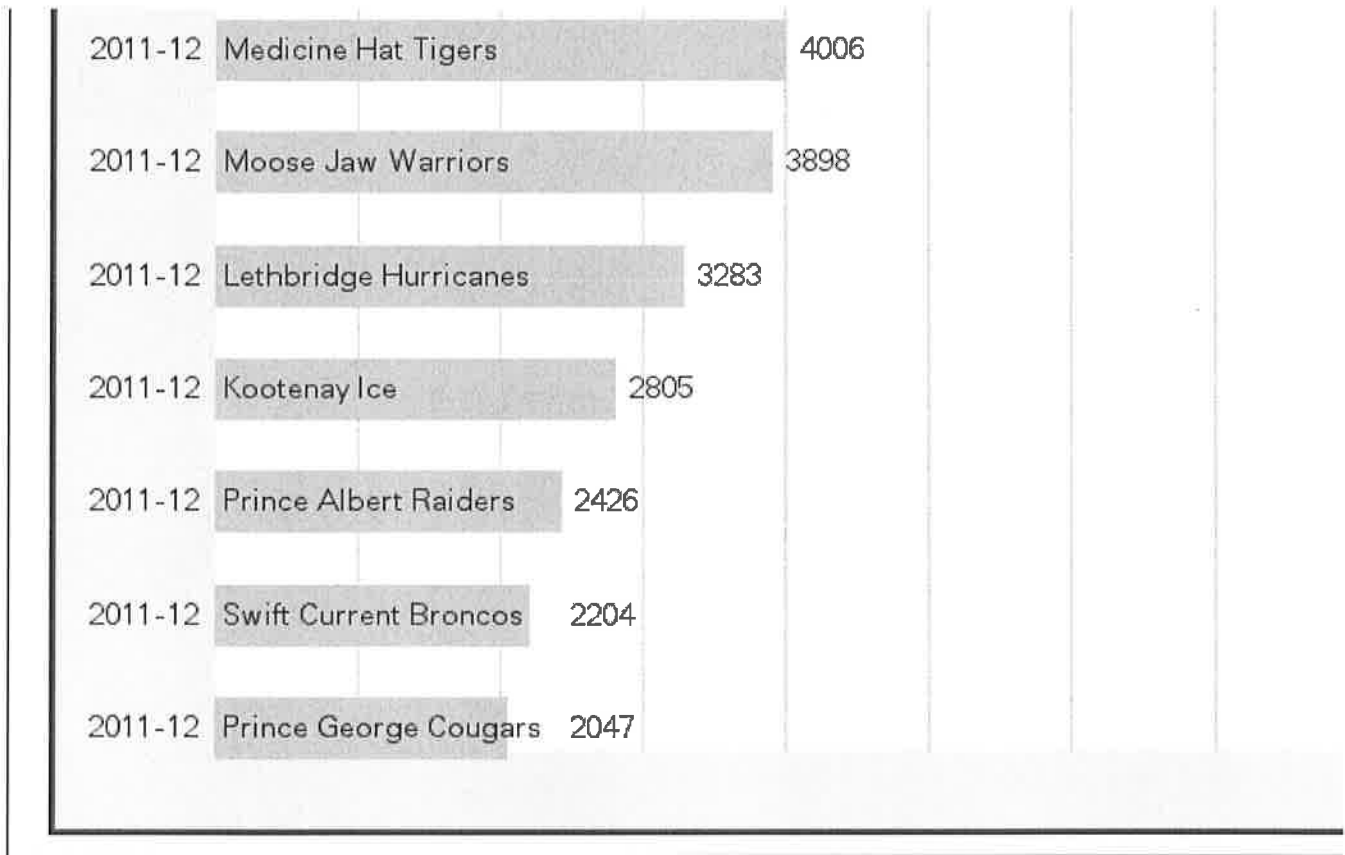 2011-12 Medicine Hat Tigers 4006
2011-12 Moose Jaw Warriors 3898
2011-12 Lethbridge Hurricanes 3283
2011-12 Kootenay Ice 2805
2011-12 Prince Albert Raiders 2426
2011-12 Swift Current Broncos 2204
2011-12 Prince George Cougars 2047